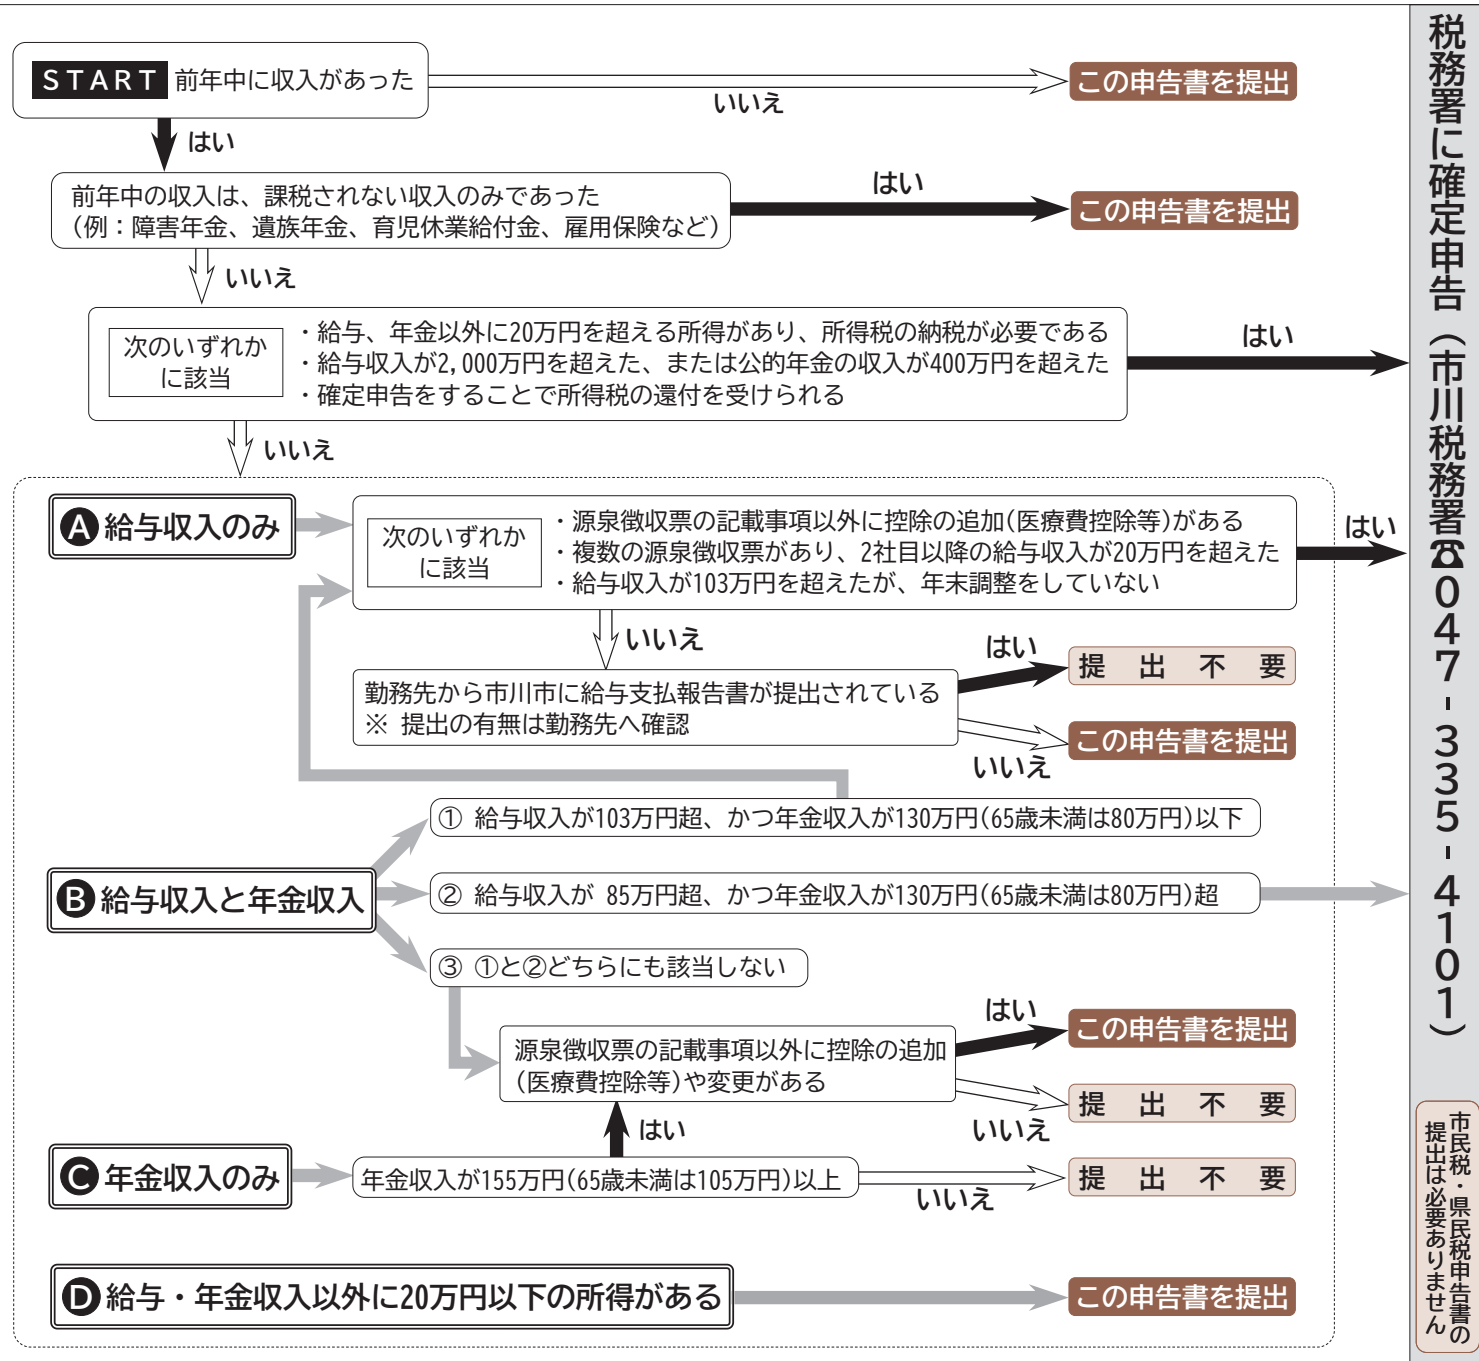 START 前年中に収入があった
いいえ
この申告書を提出
はい
前年中の収入は、課税されない収入のみであった
(例：障害年金、遺族年金、育児休業給付金、雇用保険など)
はい
この申告書を提出
いいえ
次のいずれか
に該当
・給与、年金以外に20万円を超える所得があり、所得税の納税が必要である
・給与収入が2,000万円を超えた、または公的年金の収入が400万円を超えた
・確定申告をすることで所得税の還付を受けられる
はい
いいえ
A 給与収入のみ
次のいずれか
に該当
・源泉徴収票の記載事項以外に控除の追加(医療費控除等)がある
・複数の源泉徴収票があり、2社目以降の給与収入が20万円を超えた
・給与収入が103万円を超えたが、年末調整をしていない
はい
いいえ
勤務先から市川市に給与支払報告書が提出されている
※ 提出の有無は勤務先へ確認
はい
提出不要
いいえ
この申告書を提出
B 給与収入と年金収入
① 給与収入が103万円超、かつ年金収入が130万円(65歳未満は80万円)以下
② 給与収入が 85万円超、かつ年金収入が130万円(65歳未満は80万円)超
③ ①と②どちらにも該当しない
源泉徴収票の記載事項以外に控除の追加
(医療費控除等)や変更がある
はい
この申告書を提出
いいえ
提出不要
はい
C 年金収入のみ
年金収入が155万円(65歳未満は105万円)以上
いいえ
提出不要
D 給与・年金収入以外に20万円以下の所得がある
この申告書を提出
税務署に確定申告（市川税務署☎047-335-4101）
市民税・県民税申告書の
提出は必要ありません